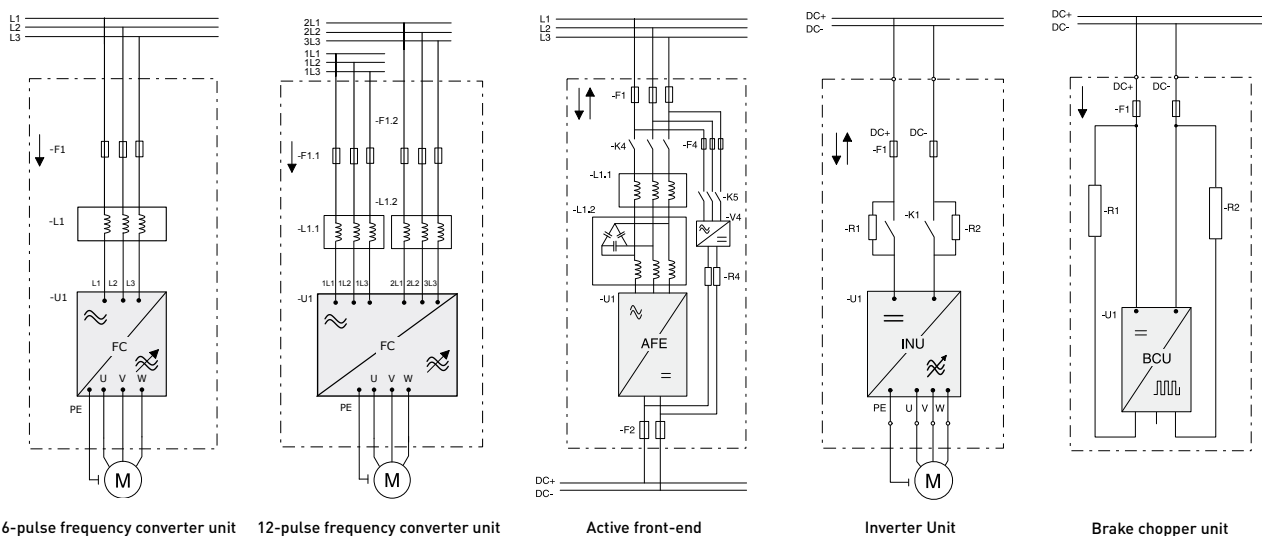 L1
L2
L3
-F1
-L1
L1 L2 L3
-U1
FC
U V W
PE
M
6-pulse frequency converter unit
2L1
2L2
3L3
1L1
1L2
1L3
-F1.2
-F1.1
-L1.2
-L1.1
1L1 1L2 1L3 2L1 2L2 3L3
-U1
FC
U V W
PE
M
12-pulse frequency converter unit
L1
L2
L3
-F1
-K4
-F4
-L1.1
-K5
-L1.2
-V4
-R4
-U1
AFE
-F2
DC+
DC-
Active front-end
DC+
DC-
DC+ DC-
-F1
-K1
-R1
-R2
-U1
INU
PE U V W
M
Inverter Unit
DC+
DC-
DC+ DC-
-F1
-R1
-R2
-U1
BCU
Brake chopper unit